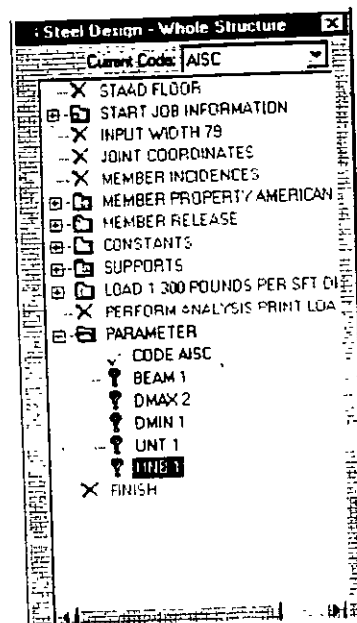 : Steel Design - Whole Structure
Current Code: AISC
STAAD FLOOR
START JOB INFORMATION
INPUT WIDTH 79
JOINT COORDINATES
MEMBER INCIDENCES
MEMBER PROPERTY AMERICAN
MEMBER RELEASE
CONSTANTS
SUPPORTS
LOAD 1 300 POUNDS PER SFT DI
PERFORM ANALYSIS PRINT LOA
PARAMETER
CODE AISC
BEAM 1
DMAX 2
DMIN 1
UNT 1
UNB 1
FINISH